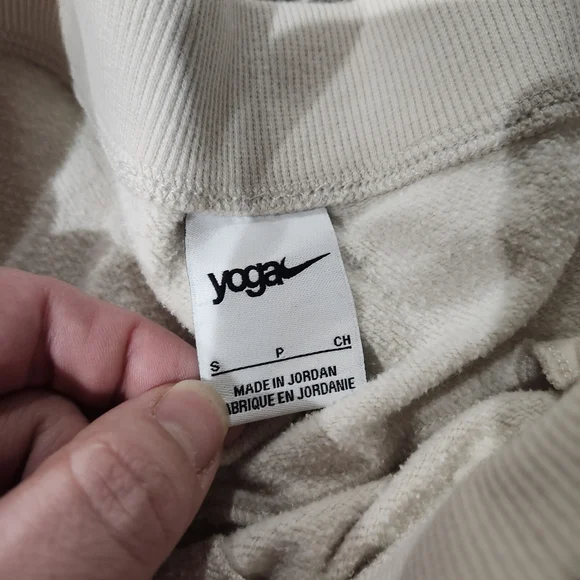 yoga
S P CH
MADE IN JORDAN
ABRIQUE EN JORDANIE